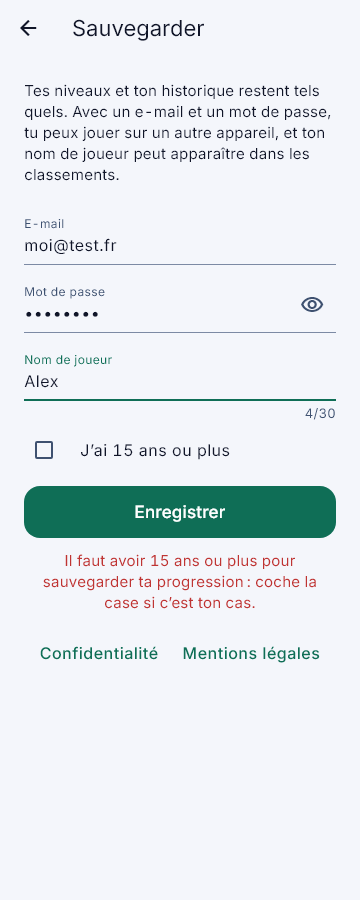 Sauvegarder
Tes niveaux et ton historique restent tels
quels. Avec un e-mail et un mot de passe,
tu peux jouer sur un autre appareil, et ton
nom de joueur peut apparaître dans les
classements.
E-mail
moi@test.fr
Mot de passe
••••••••
Nom de joueur
Alex
4/30
J’ai 15 ans ou plus
Enregistrer
Il faut avoir 15 ans ou plus pour
sauvegarder ta progression : coche la
case si c’est ton cas.
Confidentialité Mentions légales